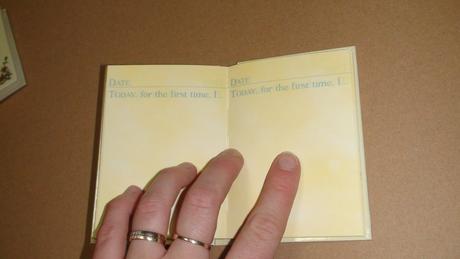 DATE
TODAY, for the first time, I...
DATE
TODAY, for the first time, I...